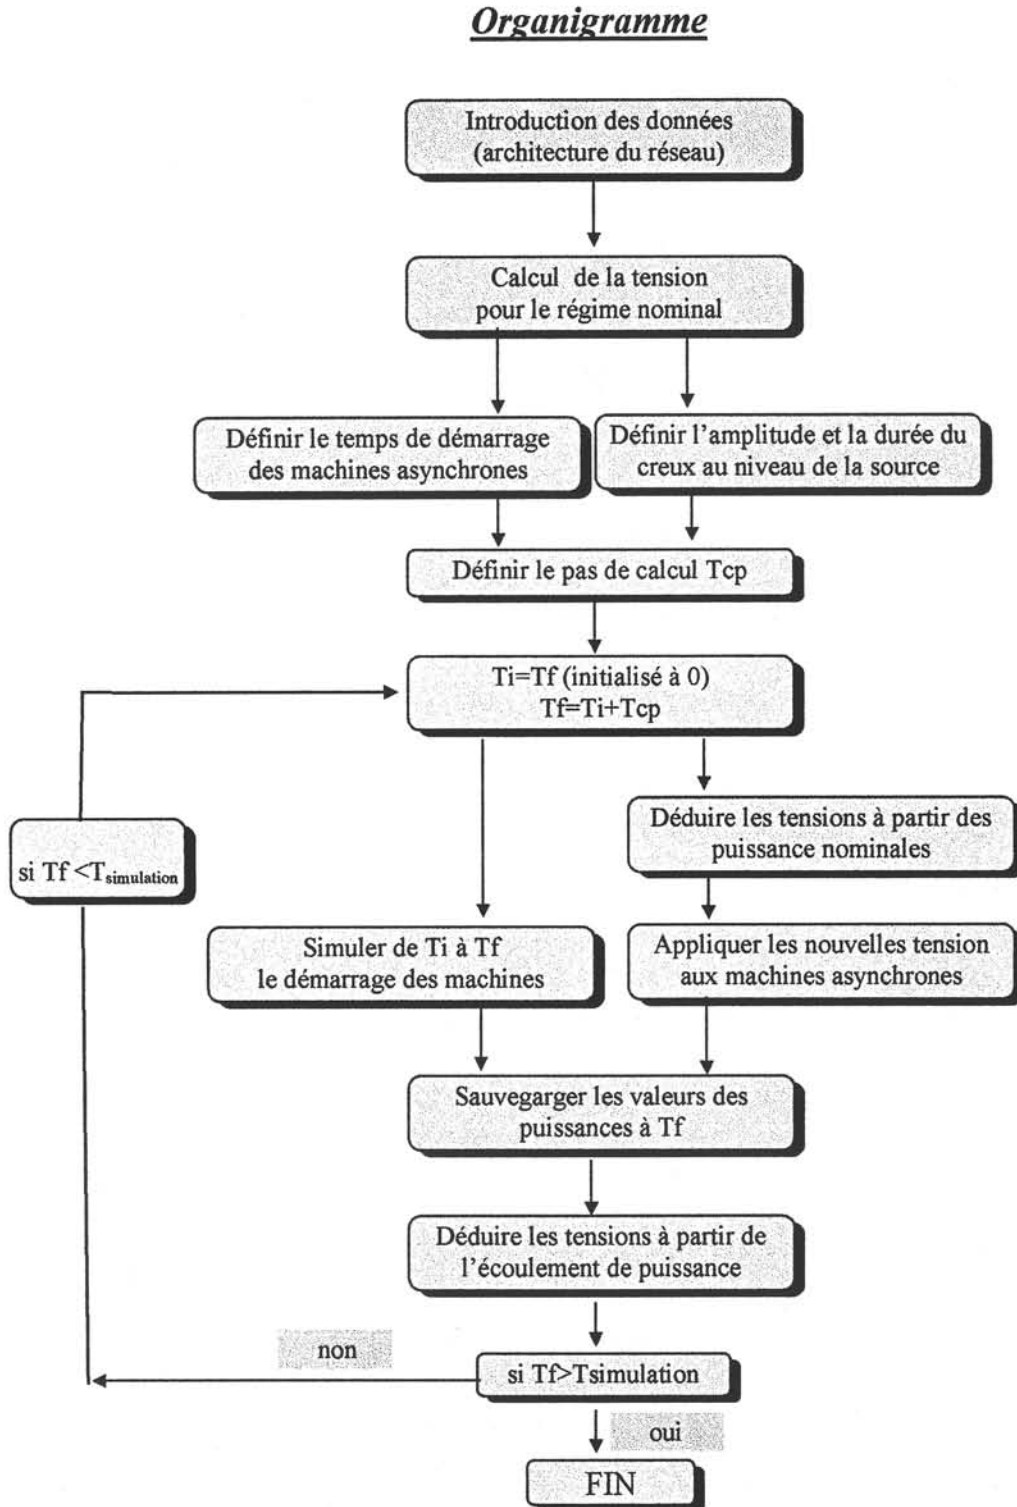 Organigramme
Introduction des données
(architecture du réseau)
Calcul de la tension
pour le régime nominal
Définir le temps de démarrage
des machines asynchrones
Définir l'amplitude et la durée du
creux au niveau de la source
Définir le pas de calcul Tcp
Ti=Tf (initialisé à 0)
Tf=Ti+Tcp
Déduire les tensions à partir des
puissance nominales
si Tf <Tsimulation
Simuler de Ti à Tf
le démarrage des machines
Appliquer les nouvelles tension
aux machines asynchrones
Sauvegarger les valeurs des
puissances à Tf
Déduire les tensions à partir de
l'écoulement de puissance
non
si Tf>Tsimulation
oui
FIN